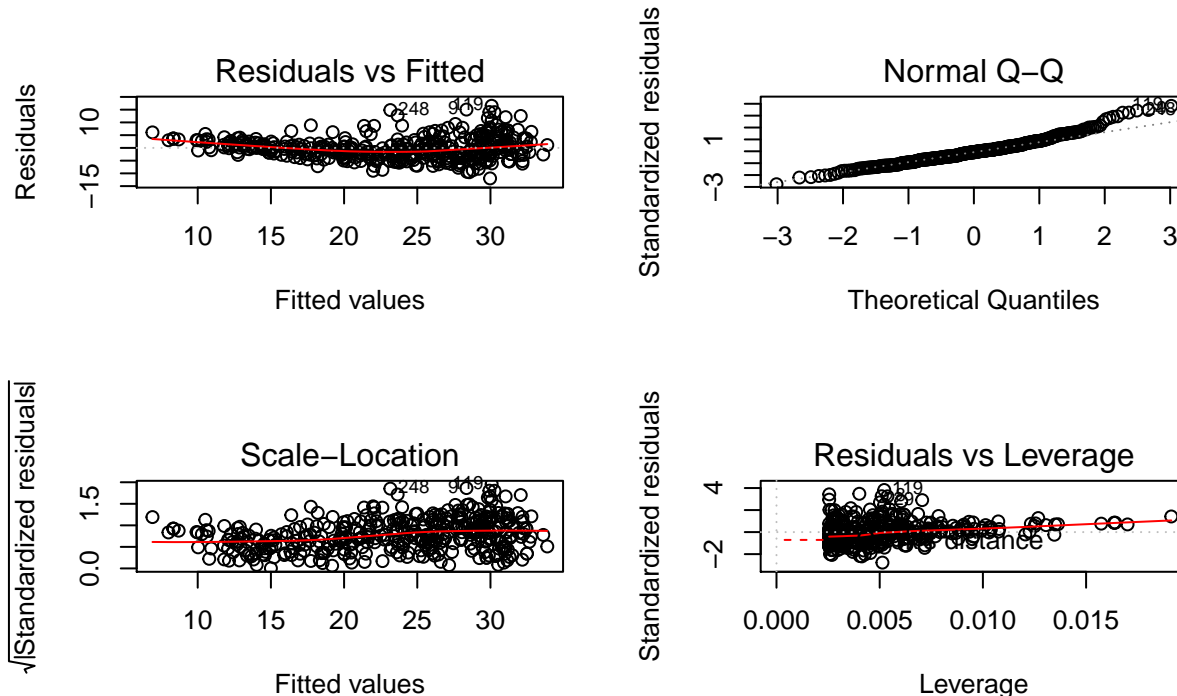 Residuals vs Fitted
Residuals
10
−15
248
119
10 15 20 25 30
Fitted values
Normal Q−Q
Standardized residuals
1
−3
119
−3 −2 −1 0 1 2 3
Theoretical Quantiles
Scale−Location
√|Standardized residuals|
1.5
0.0
248
119
10 15 20 25 30
Fitted values
Residuals vs Leverage
Standardized residuals
4
−2
119
distance
0.000 0.005 0.010 0.015
Leverage